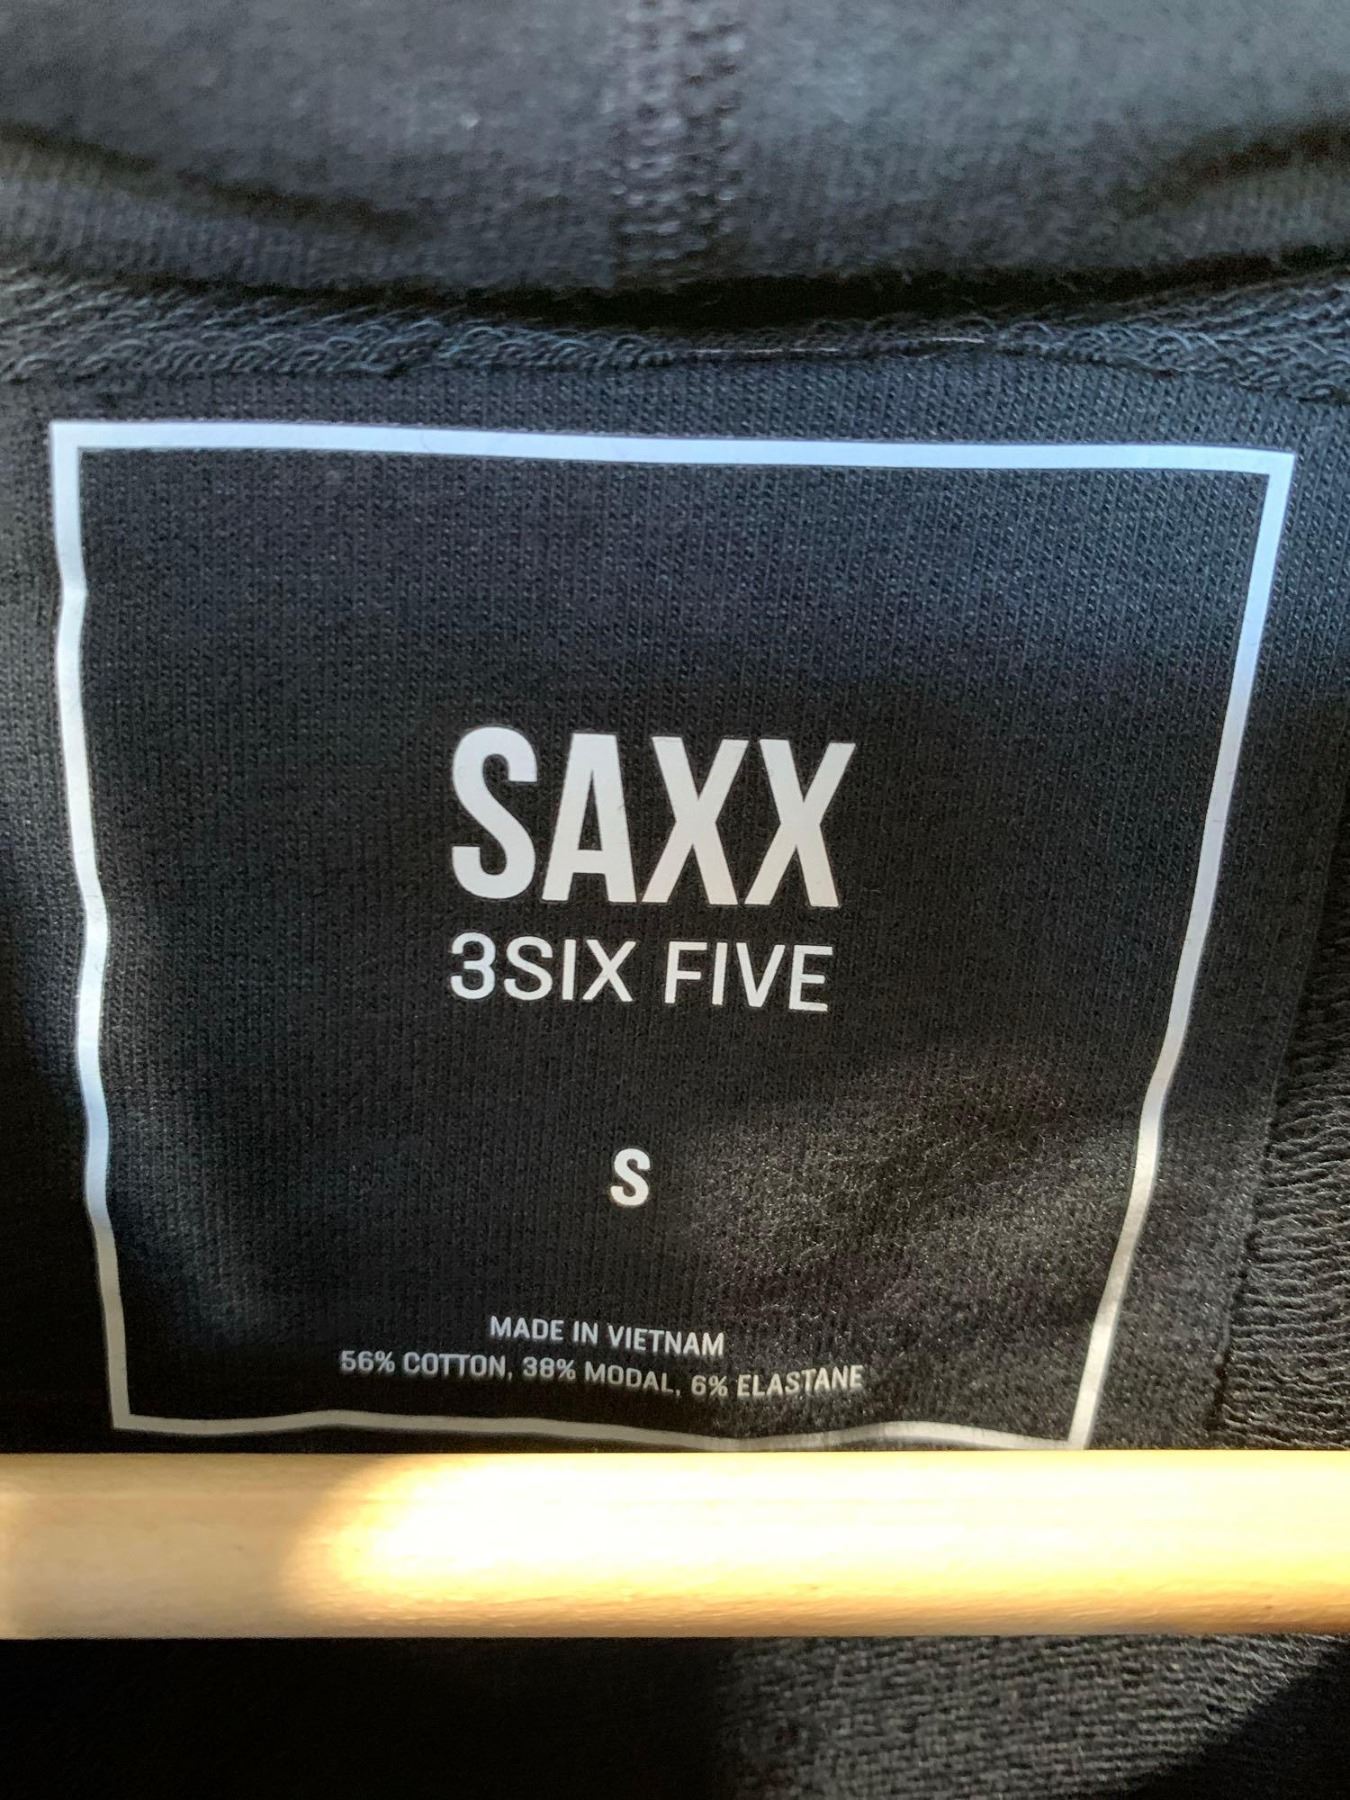 SAXX
3SIX FIVE
S
MADE IN VIETNAM
56% COTTON, 38% MODAL, 6% ELASTANE